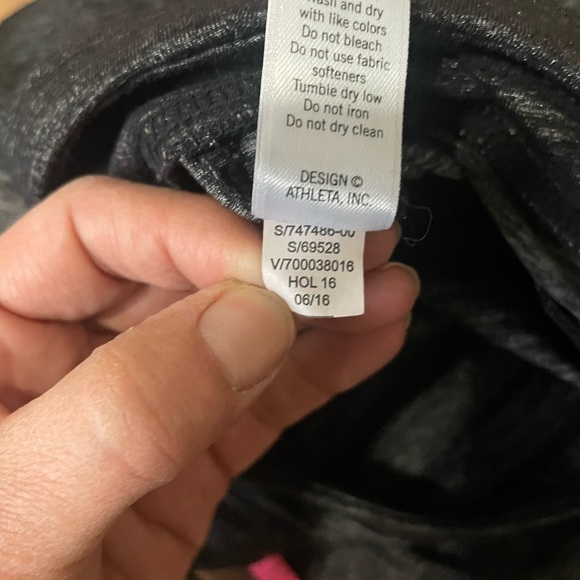 and dry
with like colors
Do not bleach
Do not use fabric
softeners
Tumble dry low
Do not iron
Do not dry clean
DESIGN ©
ATHLETA, INC.
S/747486-00
S/69528
V/700038016
HOL 16
06/16